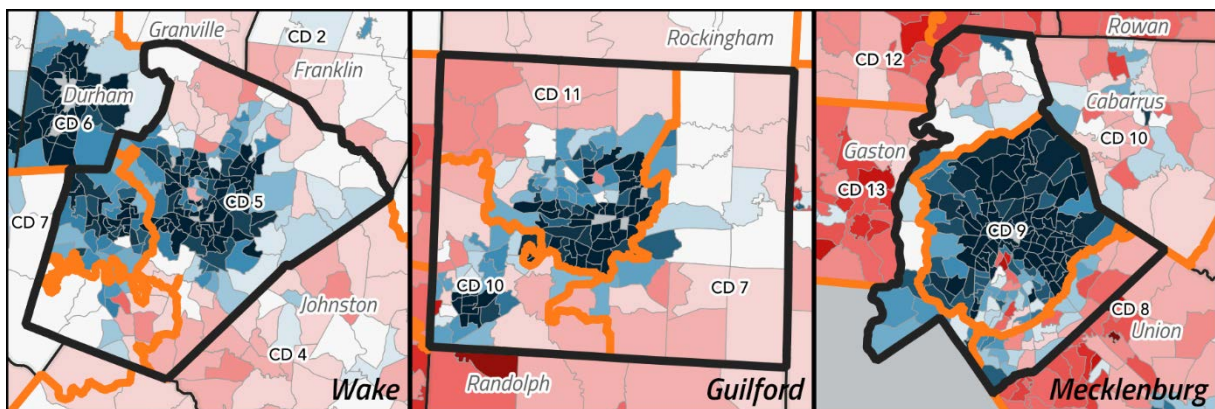 Granville
CD 2
Franklin
Durham
CD 6
CD 5
CD 7
Johnston
CD 4
Wake
Rockingham
CD 11
CD 10
CD 7
Randolph
Guilford
Rowan
CD 12
Cabarrus
CD 10
Gaston
CD 13
CD 9
CD 8
Union
Mecklenburg